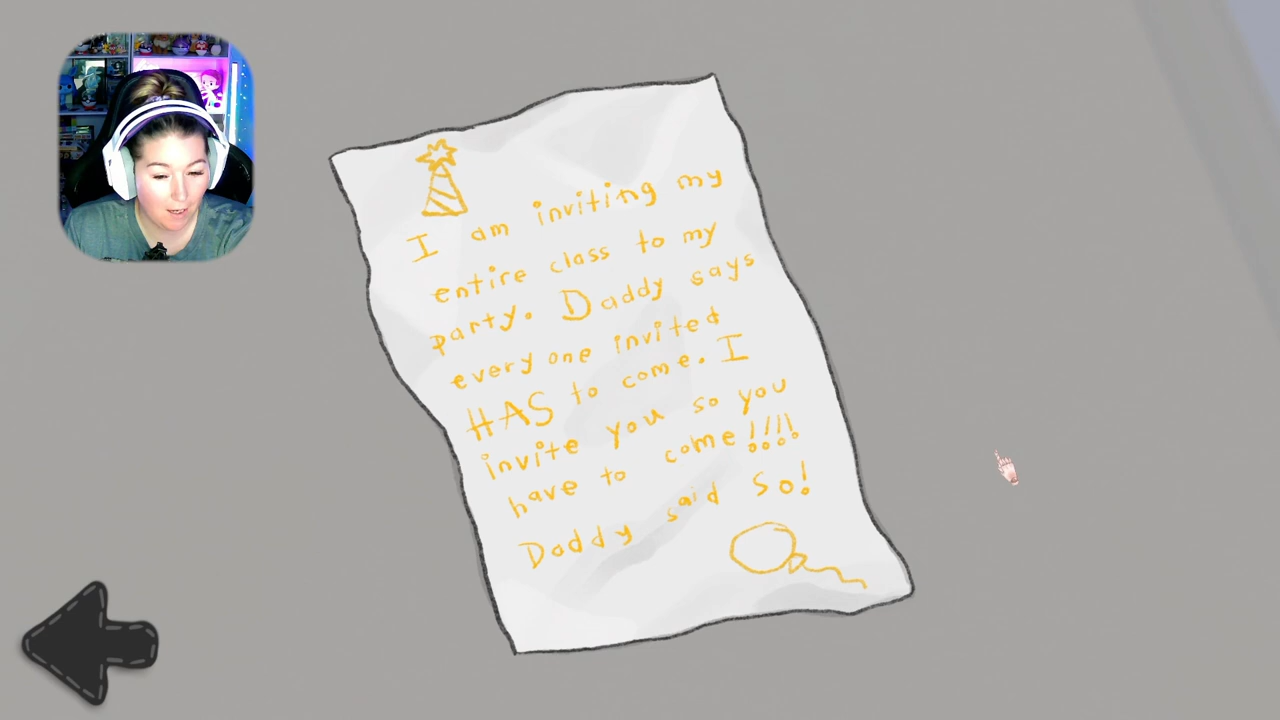 I am inviting my
entire class to my
party. Daddy says
every one invited
HAS to come. I
invite you so you
have to come!!!!
Daddy said so!